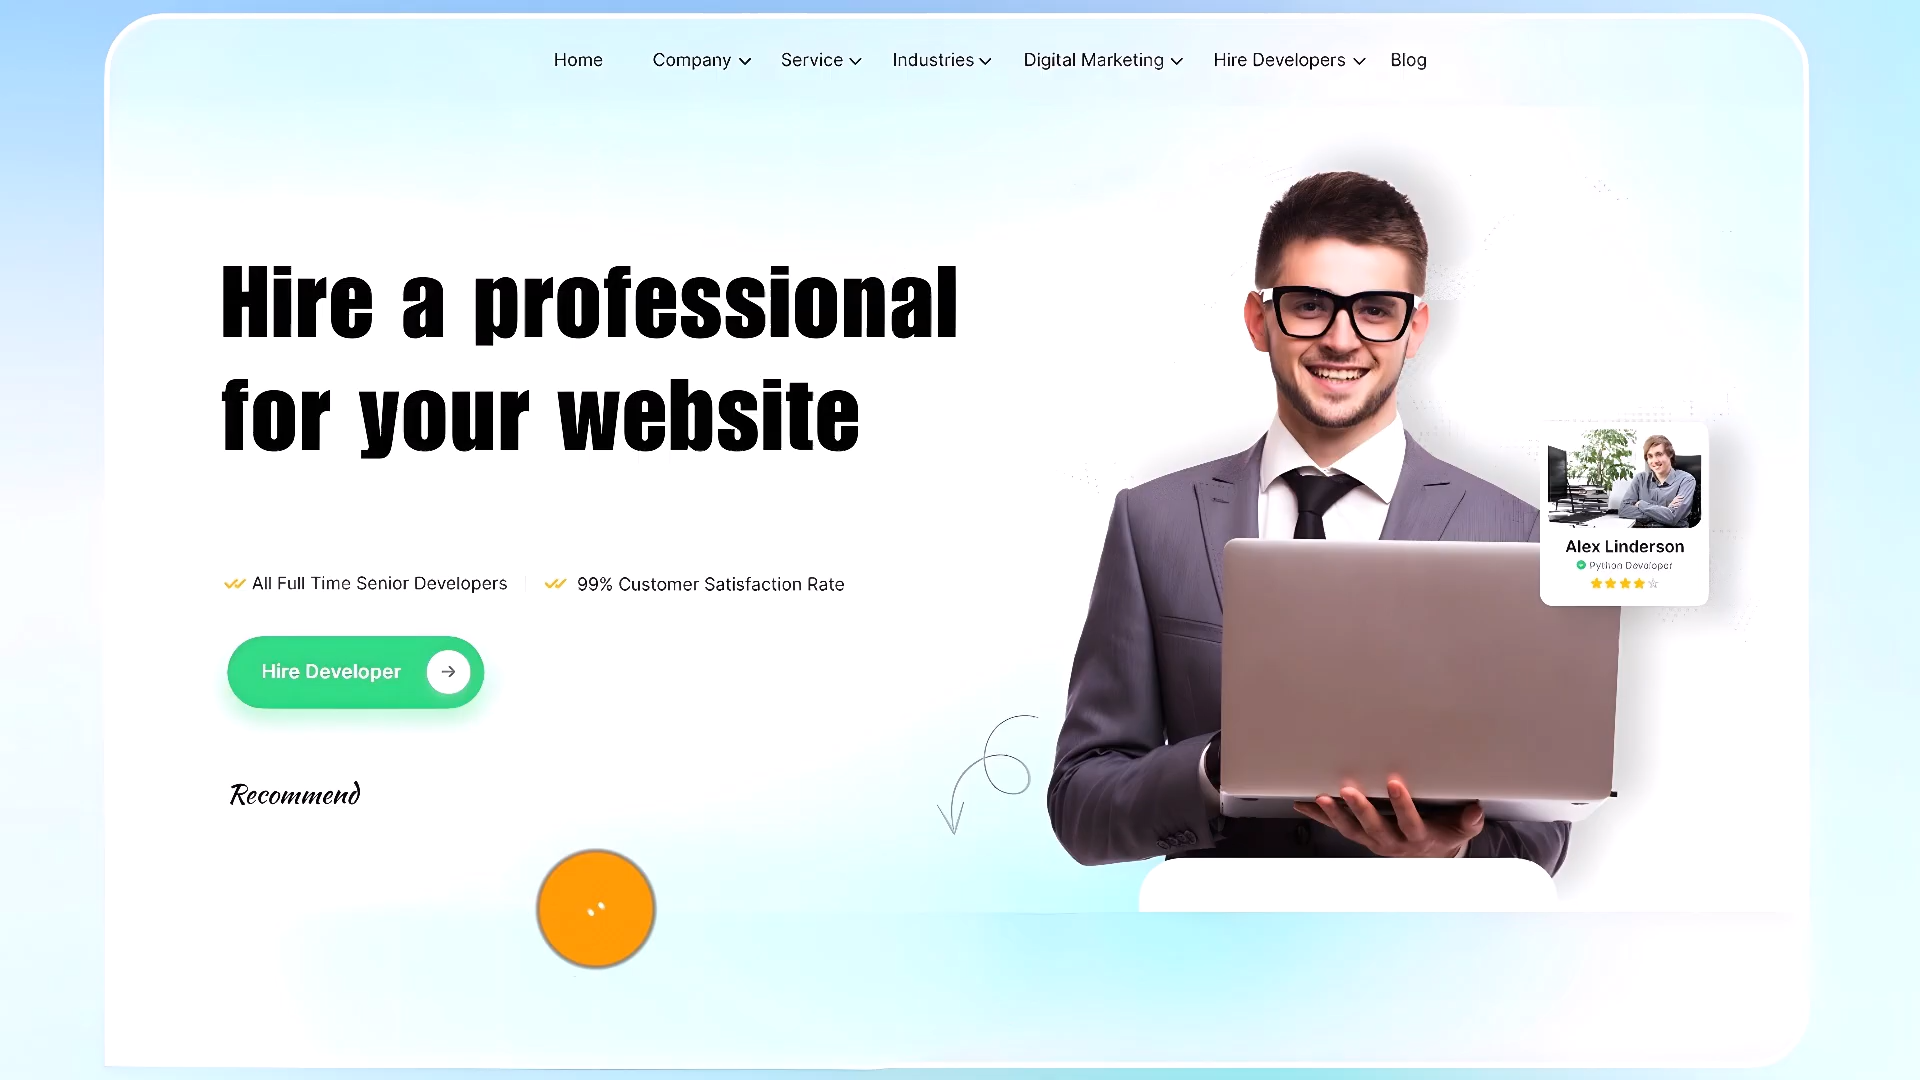 Home Company Service Industries Digital Marketing Hire Developers Blog
Hire a professional
for your website
All Full Time Senior Developers 99% Customer Satisfaction Rate
Hire Developer
Recommend
Alex Linderson
Python Developer